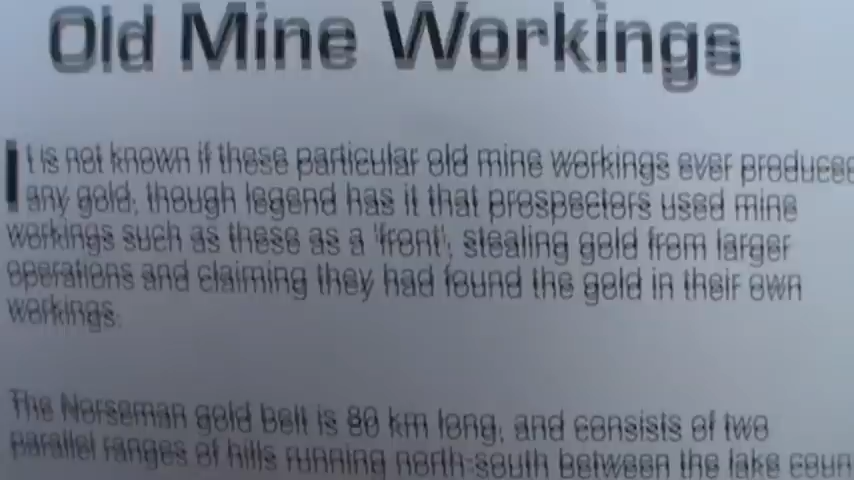 Old Mine Workings
It is not known if these particular old mine workings ever produced
any gold, though legend has it that prospectors used mine
workings such as these as a 'front', stealing gold from larger
operations and claiming they had found the gold in their own
workings.
The Norseman gold belt is 80 km long, and consists of two
parallel ranges of hills running north-south between the lake coun